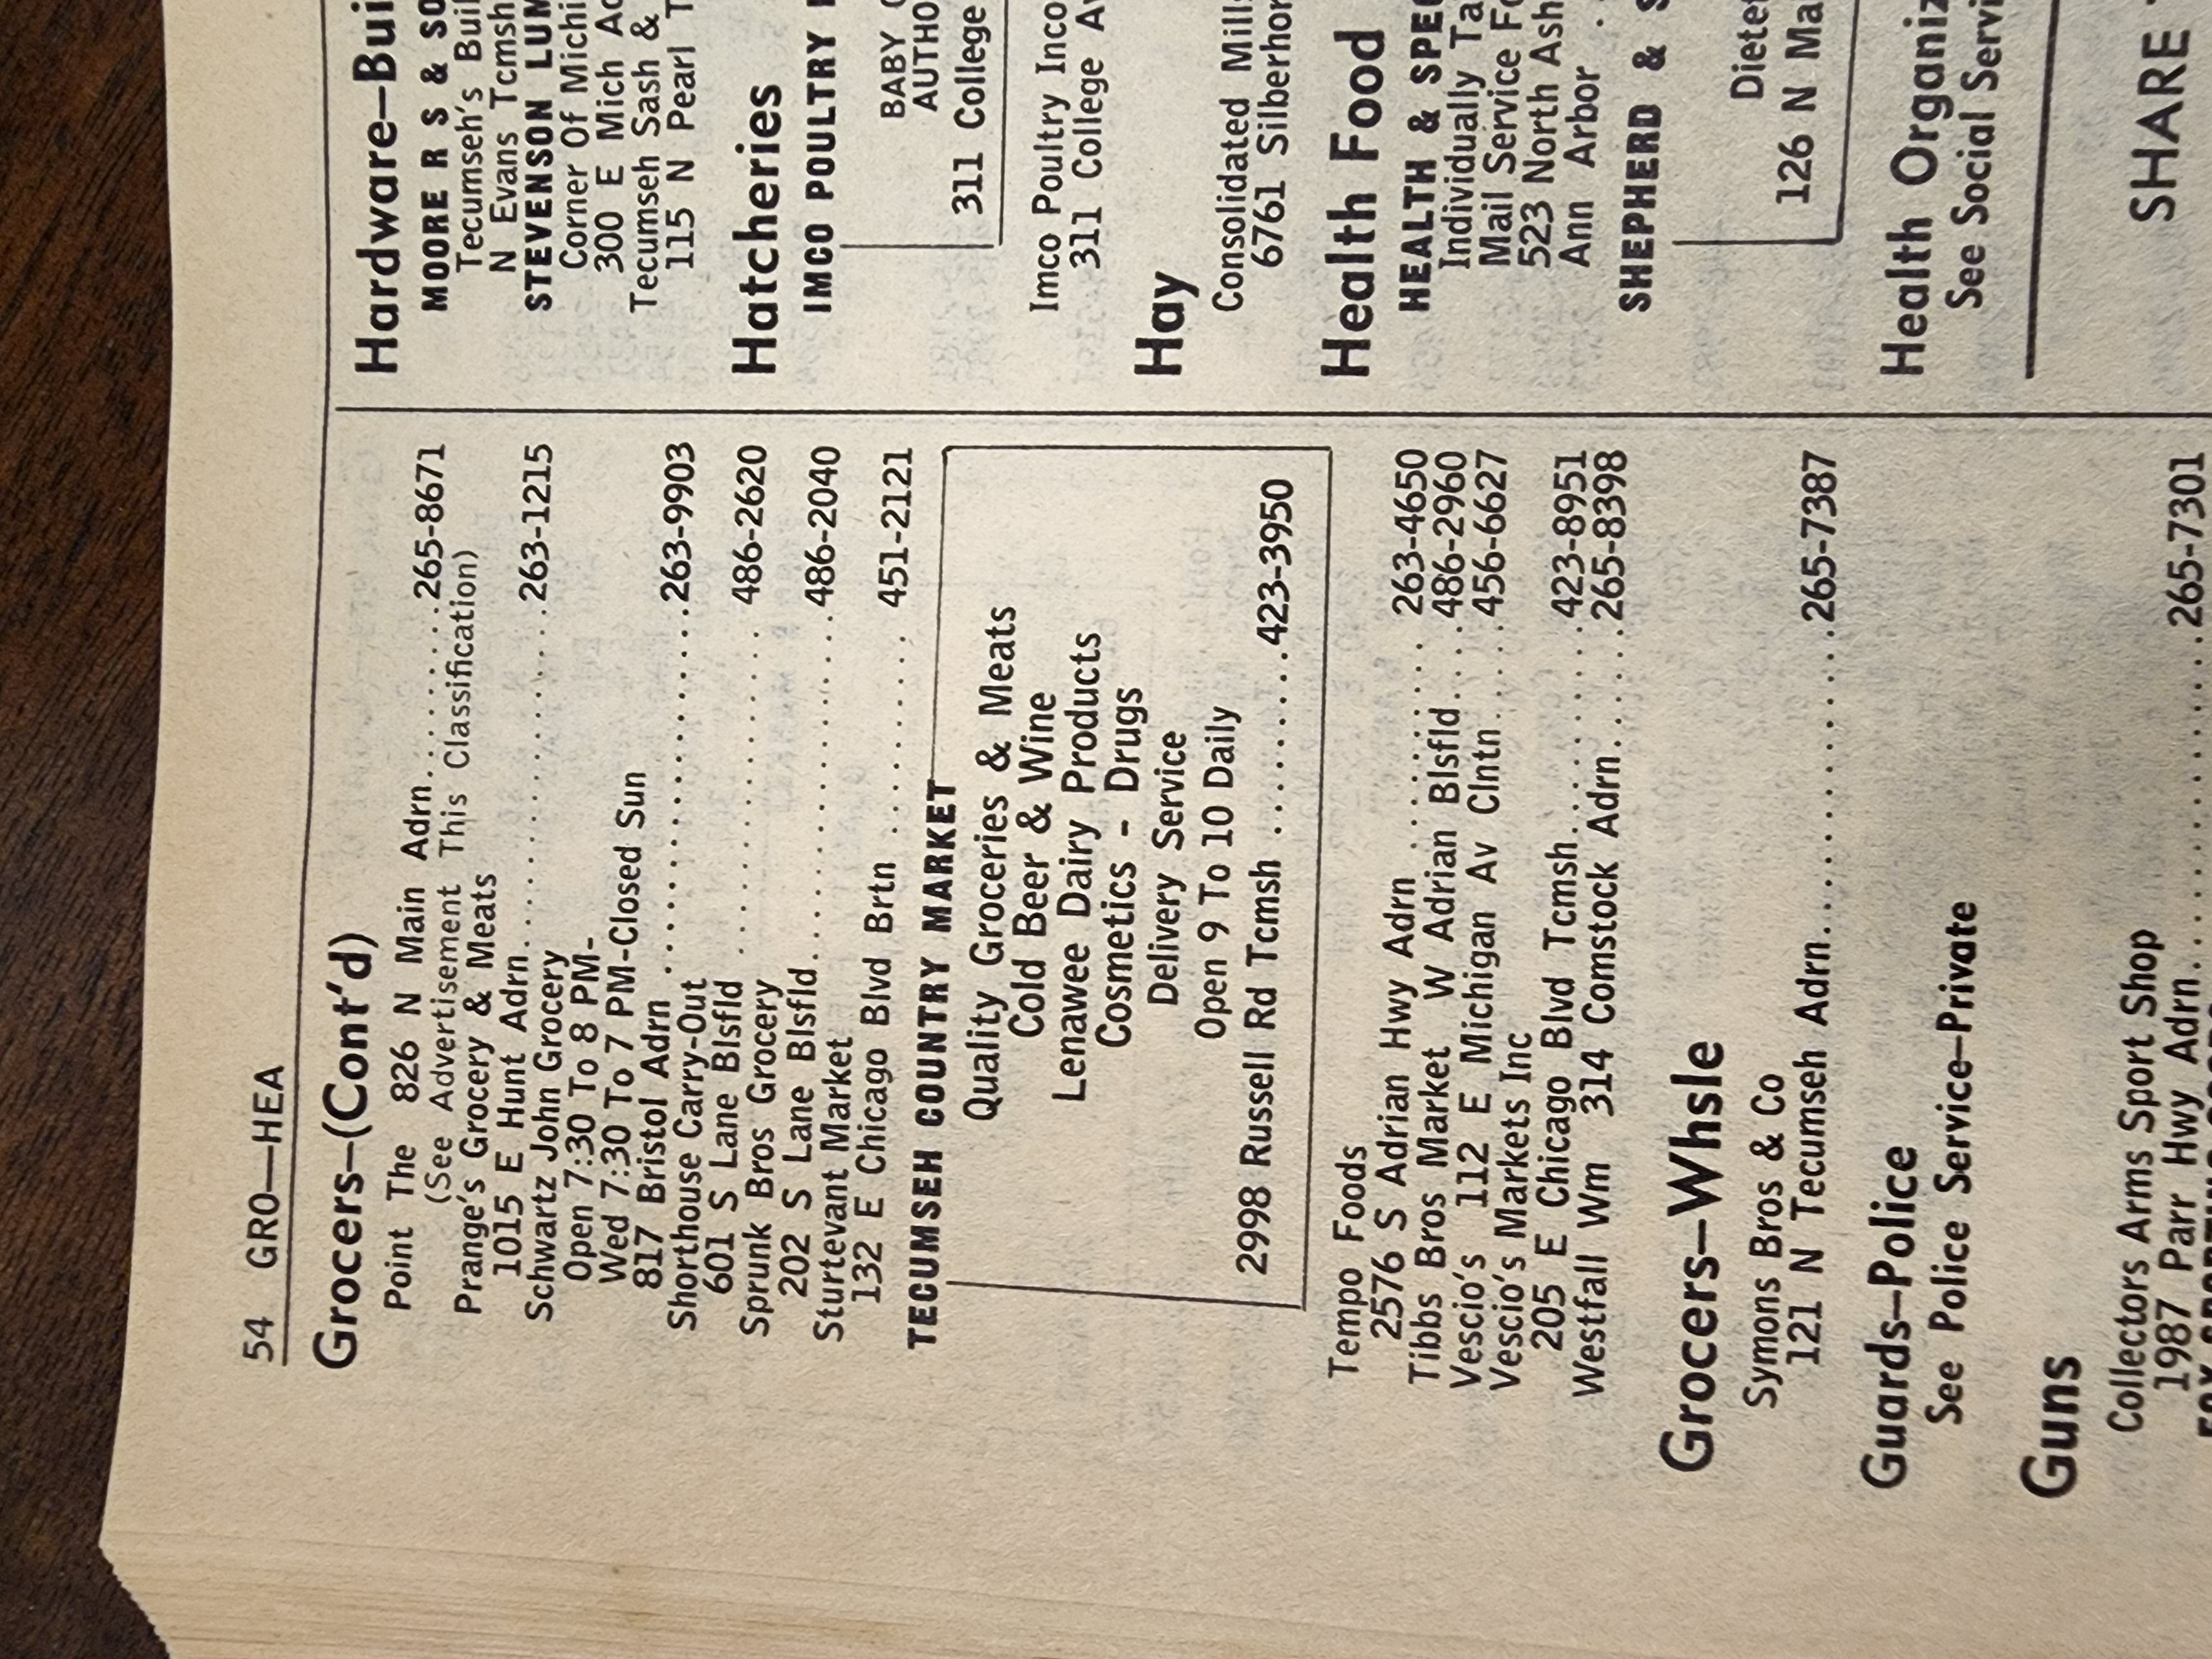 54 GRO—HEA
Grocers—(Cont'd)
Point The 826 N Main Adrn........265-8671
(See Advertisement This Classification)
Prange's Grocery & Meats
1015 E Hunt Adrn...................263-1215
Schwartz John Grocery
Open 7:30 To 8 PM-
Wed 7:30 To 7 PM-Closed Sun
817 Bristol Adrn ....................263-9903
Shorthouse Carry-Out
601 S Lane Blsfld .................. 486-2620
Sprunk Bros Grocery
202 S Lane Blsfld...................486-2040
Sturtevant Market
132 E Chicago Blvd Brtn .......... 451-2121
TECUMSEH COUNTRY MARKET
Quality Groceries & Meats
Cold Beer & Wine
Lenawee Dairy Products
Cosmetics - Drugs
Delivery Service
Open 9 To 10 Daily
2998 Russell Rd Tcmsh ..........423-3950
Tempo Foods
2576 S Adrian Hwy Adrn .......... 263-4650
Tibbs Bros Market W Adrian Blsfld....486-2960
Vescio's 112 E Michigan Av Clntn.....456-6627
Vescio's Markets Inc
205 E Chicago Blvd Tcmsh..........423-8951
Westfall Wm 314 Comstock Adrn......265-8398
Grocers—Whsle
Symons Bros & Co
121 N Tecumseh Adrn...............265-7387
Guards—Police
See Police Service—Private
Guns
Collectors Arms Sport Shop
1987 Parr Hwy Adrn.................265-7301
Hardware—Bui
MOORE R S & SO
Tecumseh's Buil
N Evans Tcmsh
STEVENSON LUM
Corner Of Michi
300 E Mich Ad
Tecumseh Sash &
115 N Pearl T
Hatcheries
IMCO POULTRY
BABY
AUTHO
311 College
Imco Poultry Inco
311 College Av
Hay
Consolidated Mills
6761 Silberhor
Health Food
HEALTH & SPEC
Individually Ta
Mail Service Fo
523 North Ash
Ann Arbor
SHEPHERD & S
Dietet
126 N Ma
Health Organiz
See Social Servi
SHARE